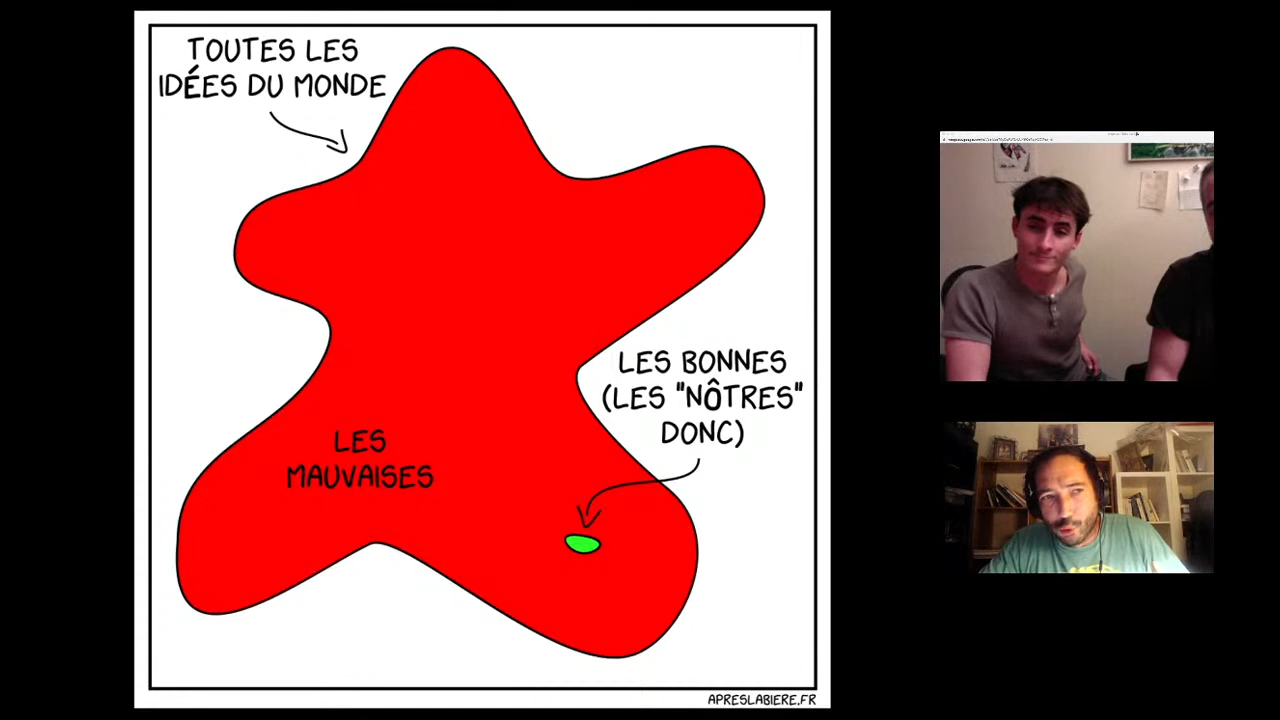 TOUTES LES
IDÉES DU MONDE
LES BONNES
(LES "NÔTRES"
DONC)
LES
MAUVAISES
APRESLABIERE.FR